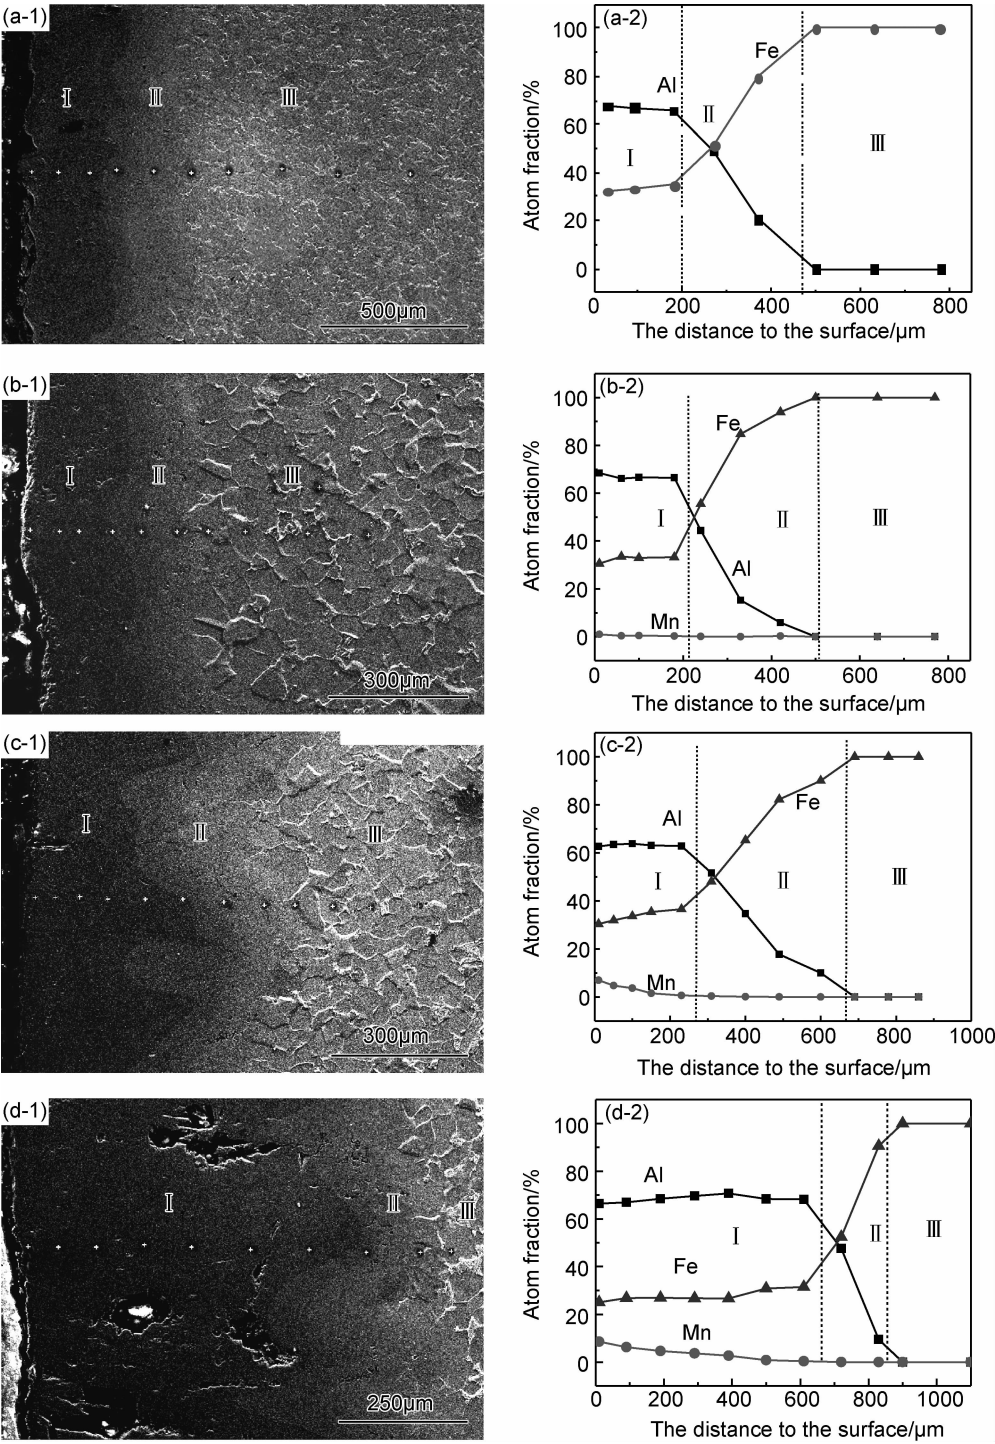 (a-1)
Ⅰ Ⅱ Ⅲ
500μm
(a-2)
Atom fraction/%
100
80
60
40
20
0
Fe
Al
Ⅰ Ⅱ Ⅲ
0 200 400 600 800
The distance to the surface/μm
(b-1)
Ⅰ Ⅱ Ⅲ
300μm
(b-2)
Atom fraction/%
100
80
60
40
20
0
Fe
Al
Mn
Ⅰ Ⅱ Ⅲ
0 200 400 600 800
The distance to the surface/μm
(c-1)
Ⅰ Ⅱ Ⅲ
300μm
(c-2)
Atom fraction/%
100
80
60
40
20
0
Al
Fe
Mn
Ⅰ Ⅱ Ⅲ
0 200 400 600 800 1000
The distance to the surface/μm
(d-1)
Ⅰ Ⅱ Ⅲ
250μm
(d-2)
Atom fraction/%
100
80
60
40
20
0
Al
Fe
Mn
Ⅰ Ⅱ Ⅲ
0 200 400 600 800 1000
The distance to the surface/μm